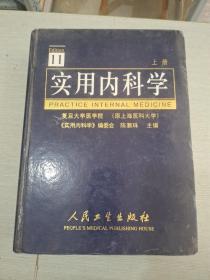 Edition
11
上册
实用内科学
PRACTICE INTERNAL MEDICINE
复旦大学医学院 (原上海医科大学)
《实用内科学》编委会 陈灏珠 主编
人民卫生出版社
PEOPLE'S MEDICAL PUBLISHING HOUSE